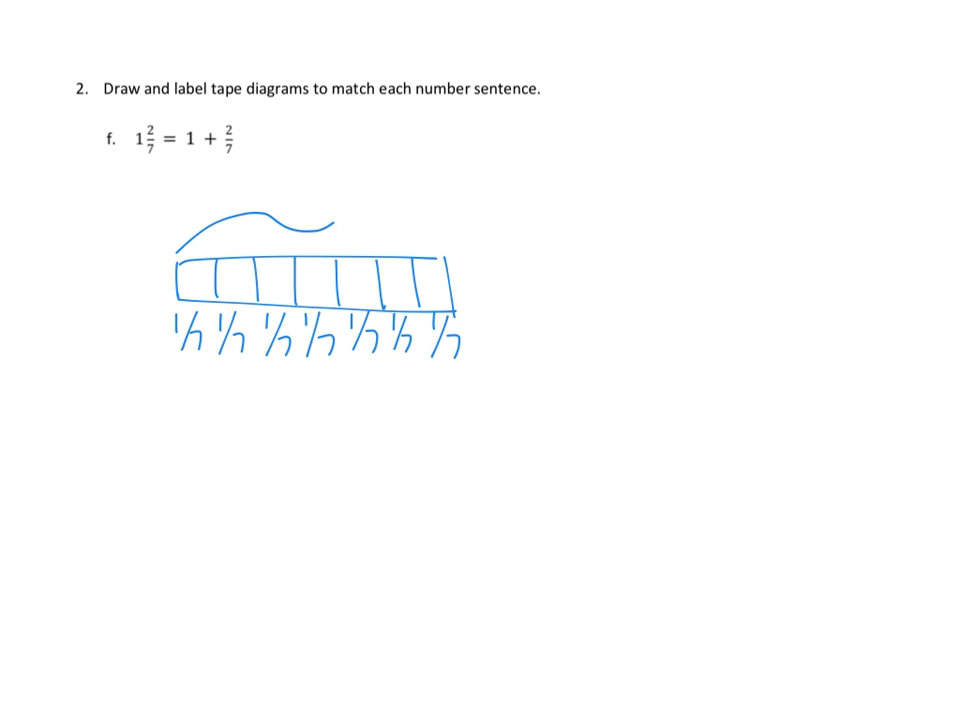 2. Draw and label tape diagrams to match each number sentence.
f. 1 2/7 = 1 + 2/7
1/7 1/7 1/7 1/7 1/7 1/7 1/7